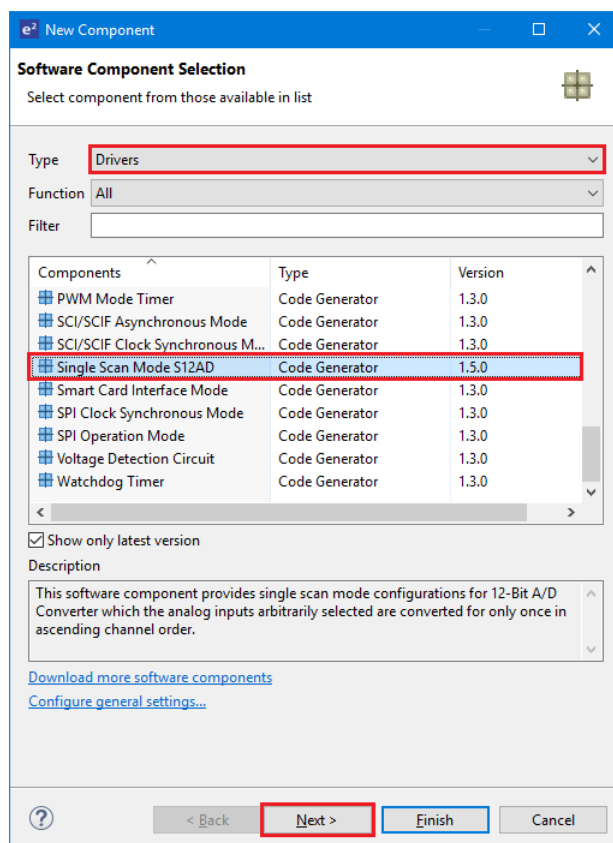 e² New Component
Software Component Selection
Select component from those available in list
Type Drivers
Function All
Filter
Components Type Version
PWM Mode Timer Code Generator 1.3.0
SCI/SCIF Asynchronous Mode Code Generator 1.3.0
SCI/SCIF Clock Synchronous M... Code Generator 1.3.0
Single Scan Mode S12AD Code Generator 1.5.0
Smart Card Interface Mode Code Generator 1.3.0
SPI Clock Synchronous Mode Code Generator 1.3.0
SPI Operation Mode Code Generator 1.3.0
Voltage Detection Circuit Code Generator 1.3.0
Watchdog Timer Code Generator 1.3.0
Show only latest version
Description
This software component provides single scan mode configurations for 12-Bit A/D
Converter which the analog inputs arbitrarily selected are converted for only once in
ascending channel order.
Download more software components
Configure general settings...
? < Back Next > Finish Cancel